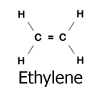 H H
C = C
H H
Ethylene